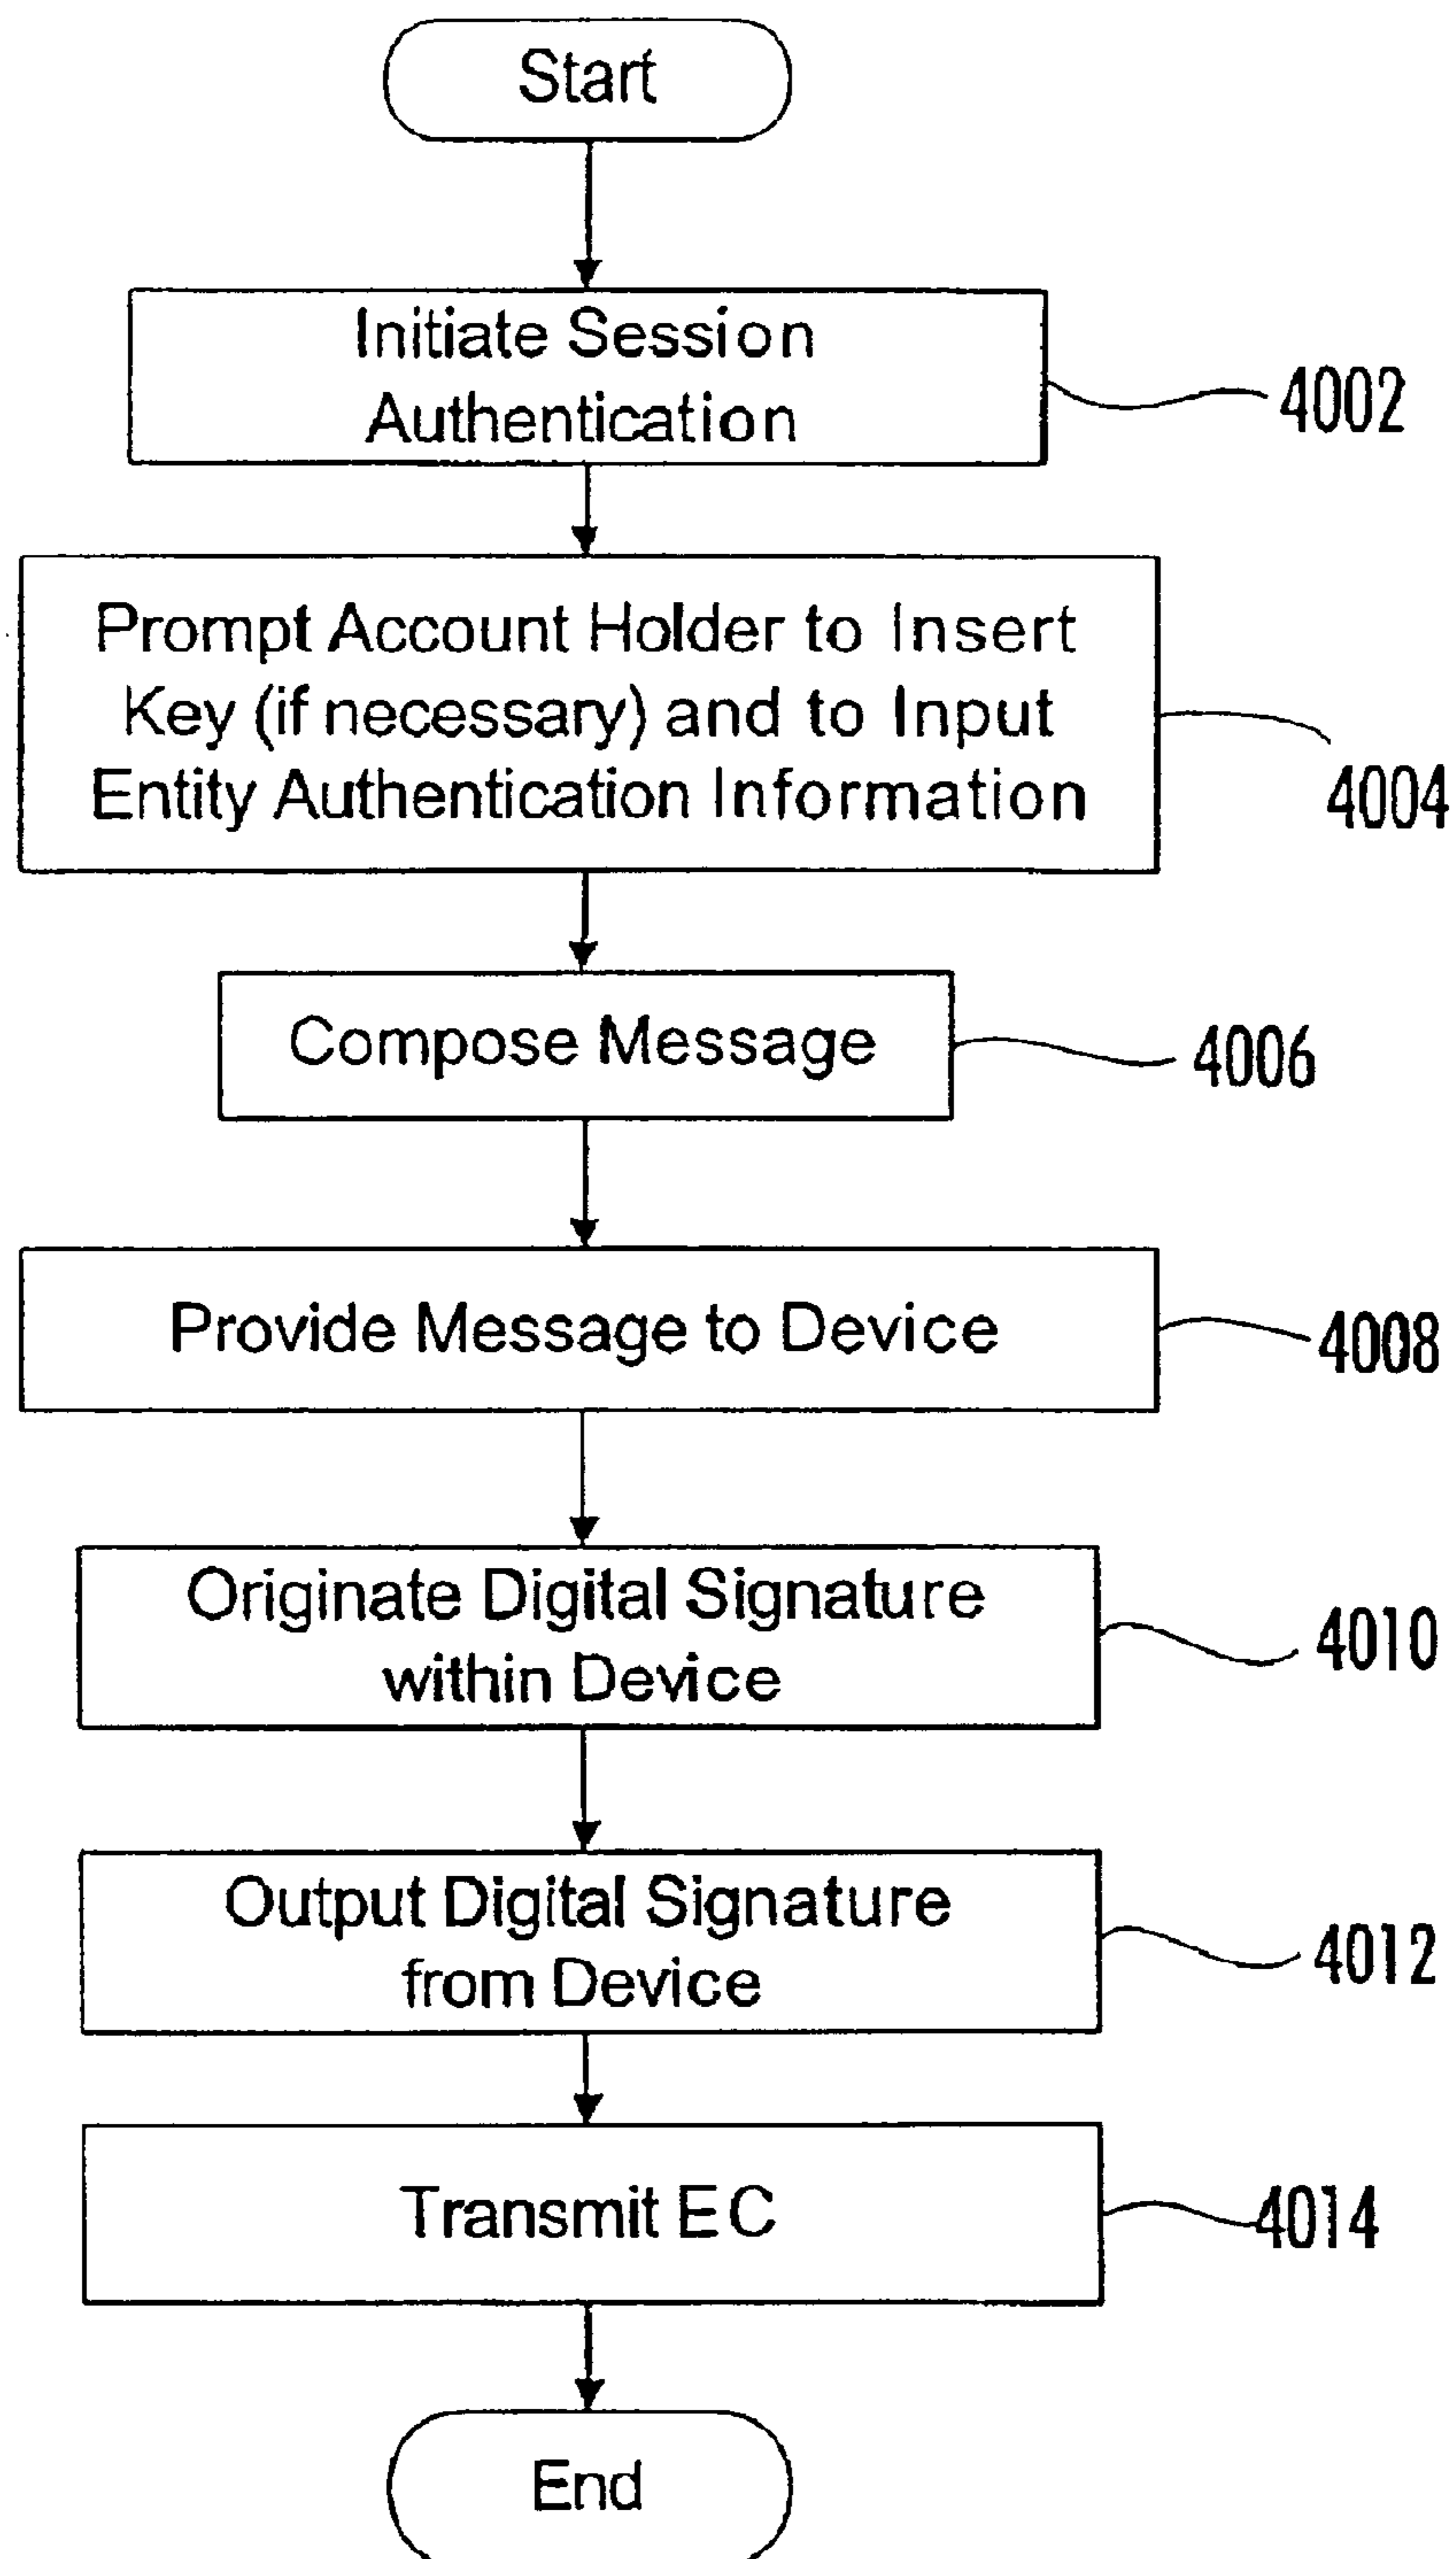 Start
Initiate Session
Authentication
4002
Prompt Account Holder to Insert
Key (if necessary) and to Input
Entity Authentication Information
4004
Compose Message
4006
Provide Message to Device
4008
Originate Digital Signature
within Device
4010
Output Digital Signature
from Device
4012
Transmit EC
4014
End